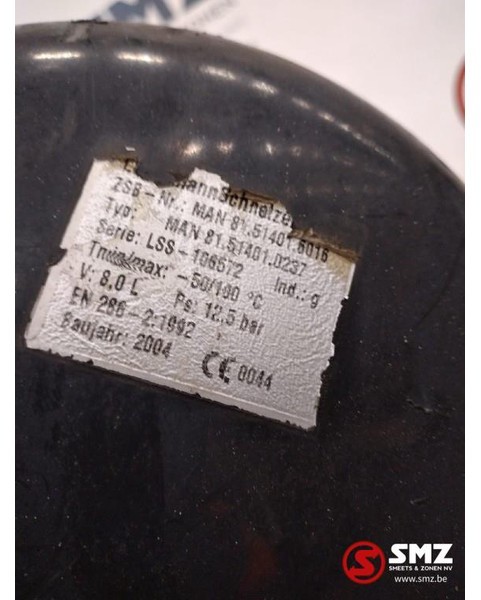 ZSB-Nr.: MAN 81.51401.6016
Typ: MAN 81.51401.0237
Serie: LSS - 106572 Ind.: g
Tmin/max: -50/100 °C
V: 8.0 L Ps: 12.5 bar
EN 286-2:1992
Baujahr: 2004 CE 0044
SMZ
SMEETS & ZONEN NV
www.smz.be